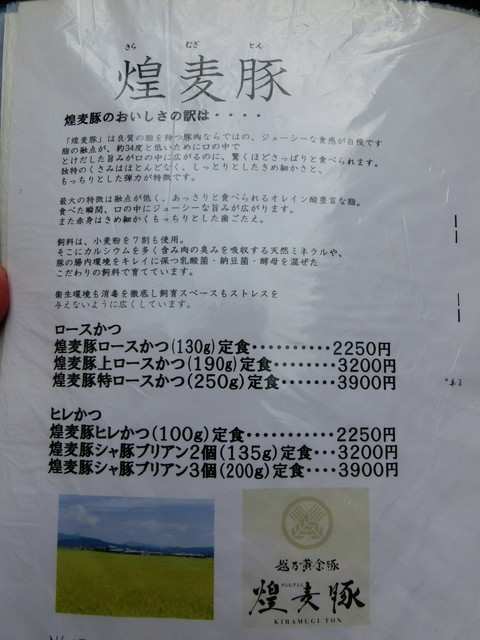 きら むぎ とん
煌麦豚
煌麦豚のおいしさの訳は・・・・
「煌麦豚」は良質の脂を持つ豚肉ならではの、ジューシーな食感が自慢です
脂の融点が、約34度と低いために口の中で
とけだした旨みが口の中に広がるのに、驚くほどさっぱりと食べられます。
独特のくさみはほとんどなく、しっとりとしたきめ細かさと、
もっちりとした弾力が特徴です。
最大の特徴は融点が低く、あっさりと食べられるオレイン酸豊富な脂。
食べた瞬間、口の中にジューシーな旨みが広がります。
また赤身はきめ細かくもっちりとした歯ごたえ。
飼料は、小麦粉を7割も使用。
そこにカルシウムを多く含み肉の臭みを吸収する天然ミネラルや、
豚の腸内環境をキレイに保つ乳酸菌・納豆菌・酵母を混ぜた
こだわりの飼料で育てています。
衛生環境も消毒を徹底し飼育スペースもストレスを
与えないように広くしています。
ロースかつ
煌麦豚ロースかつ(130g)定食・・・・・・・・・・2250円
煌麦豚上ロースかつ(190g)定食・・・・・・・・3200円
煌麦豚特ロースかつ(250g)定食・・・・・・・3900円
ヒレかつ
煌麦豚ヒレかつ(100g)定食・・・・・・・・・・・2250円
煌麦豚シャ豚ブリアン2個(135g)定食・・・3200円
煌麦豚シャ豚ブリアン3個(200g)定食・・・・3900円
越乃黄金豚
きらむぎとん
煌麦豚
KIRAMUGI TON